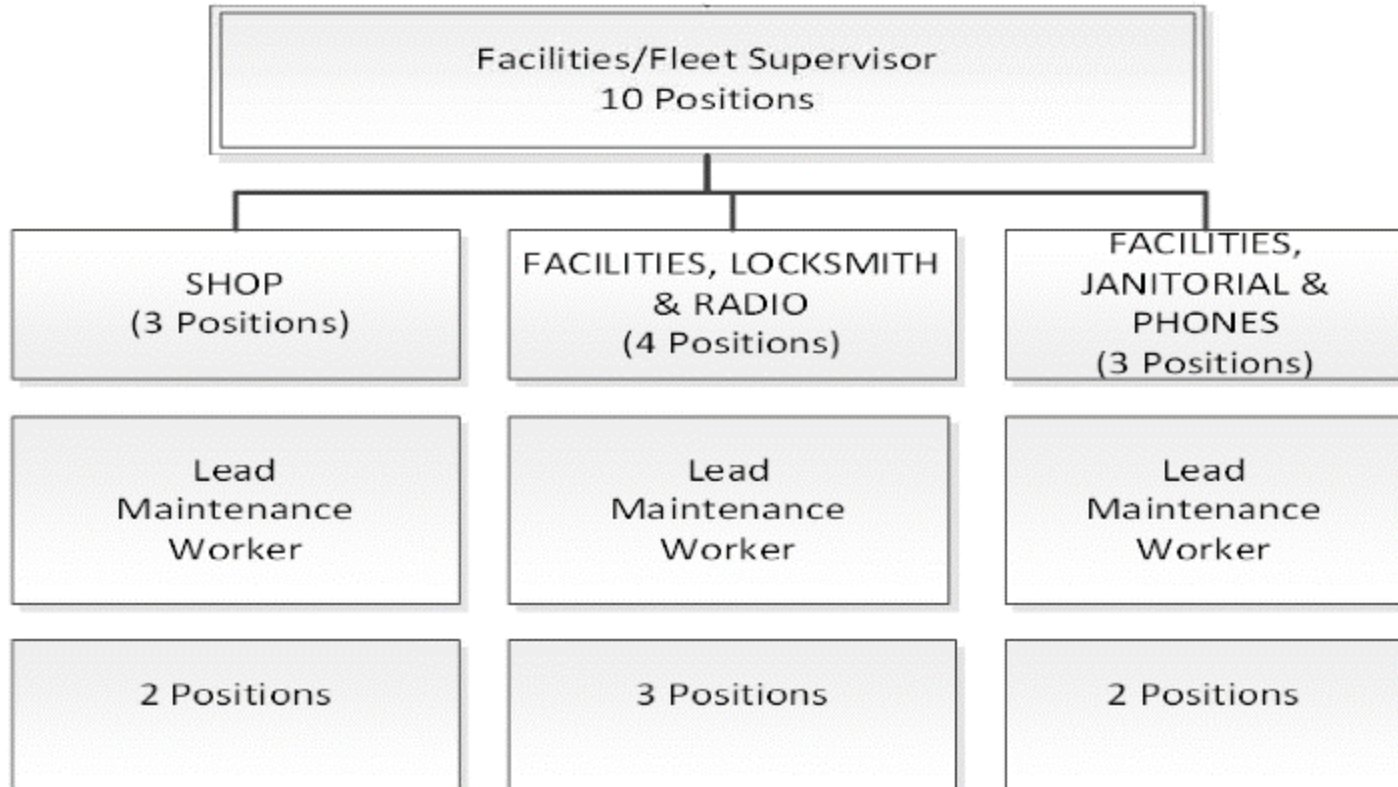 Facilities/Fleet Supervisor
10 Positions
SHOP
(3 Positions)
FACILITIES, LOCKSMITH
& RADIO
(4 Positions)
FACILITIES,
JANITORIAL &
PHONES
(3 Positions)
Lead
Maintenance
Worker
Lead
Maintenance
Worker
Lead
Maintenance
Worker
2 Positions
3 Positions
2 Positions